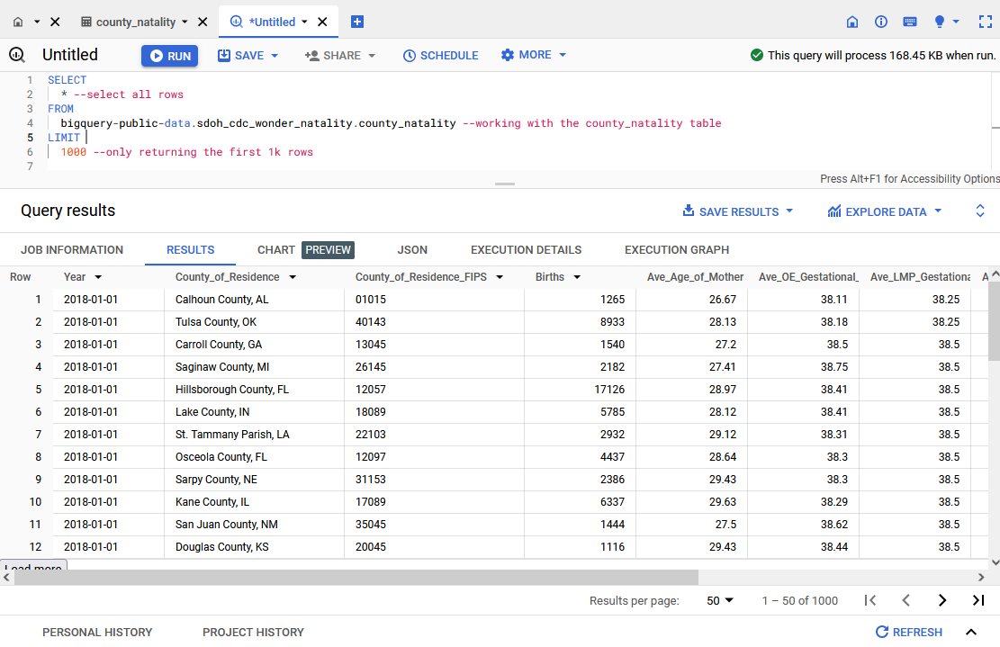 county_natality
*Untitled
Untitled
RUN
SAVE
SHARE
SCHEDULE
MORE
This query will process 168.45 KB when run.
1 SELECT
2 * --select all rows
3 FROM
4 bigquery-public-data.sdoh_cdc_wonder_natality.county_natality --working with the county_natality table
5 LIMIT
6 1000 --only returning the first 1k rows
7
Press Alt+F1 for Accessibility Options
Query results
SAVE RESULTS
EXPLORE DATA
JOB INFORMATION RESULTS CHART PREVIEW JSON EXECUTION DETAILS EXECUTION GRAPH
Row Year County_of_Residence County_of_Residence_FIPS Births Ave_Age_of_Mother Ave_OE_Gestational_ Ave_LMP_Gestationa A
1 2018-01-01 Calhoun County, AL 01015 1265 26.67 38.11 38.25
2 2018-01-01 Tulsa County, OK 40143 8933 28.13 38.18 38.25
3 2018-01-01 Carroll County, GA 13045 1540 27.2 38.5 38.5
4 2018-01-01 Saginaw County, MI 26145 2182 27.41 38.75 38.5
5 2018-01-01 Hillsborough County, FL 12057 17126 28.97 38.41 38.5
6 2018-01-01 Lake County, IN 18089 5785 28.12 38.41 38.5
7 2018-01-01 St. Tammany Parish, LA 22103 2932 29.12 38.31 38.5
8 2018-01-01 Osceola County, FL 12097 4437 28.64 38.3 38.5
9 2018-01-01 Sarpy County, NE 31153 2386 29.43 38.3 38.5
10 2018-01-01 Kane County, IL 17089 6337 29.63 38.29 38.5
11 2018-01-01 San Juan County, NM 35045 1444 27.5 38.62 38.5
12 2018-01-01 Douglas County, KS 20045 1116 29.43 38.44 38.5
Load more
Results per page: 50 1 – 50 of 1000
PERSONAL HISTORY PROJECT HISTORY REFRESH